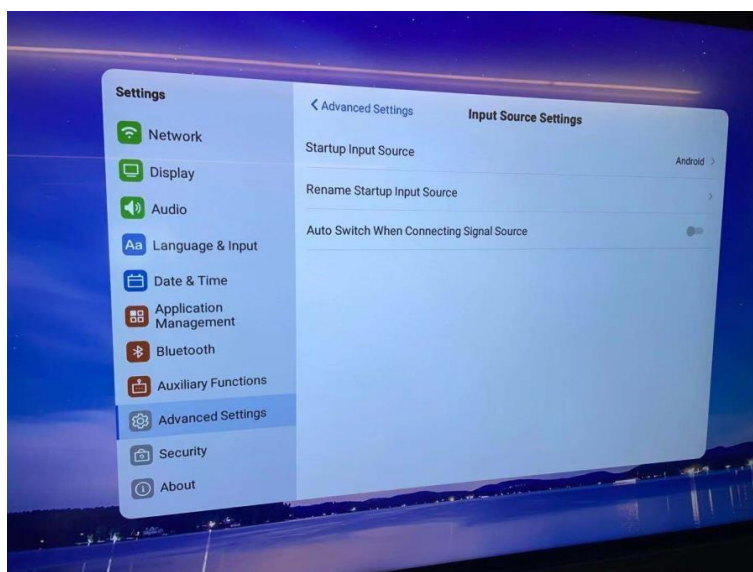 Settings
Network
Display
Audio
Aa Language & Input
Date & Time
Application
Management
Bluetooth
Auxiliary Functions
Advanced Settings
Security
About
Advanced Settings
Input Source Settings
Startup Input Source
Android
Rename Startup Input Source
Auto Switch When Connecting Signal Source